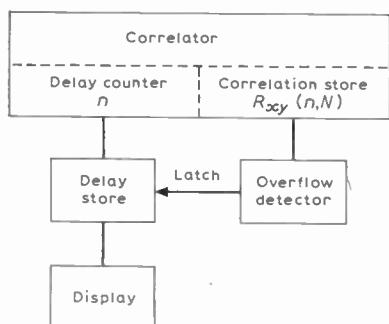 Correlator
Delay counter
n
Correlation store
Rxy (n,N)
Delay
store
Latch
Overflow
detector
Display